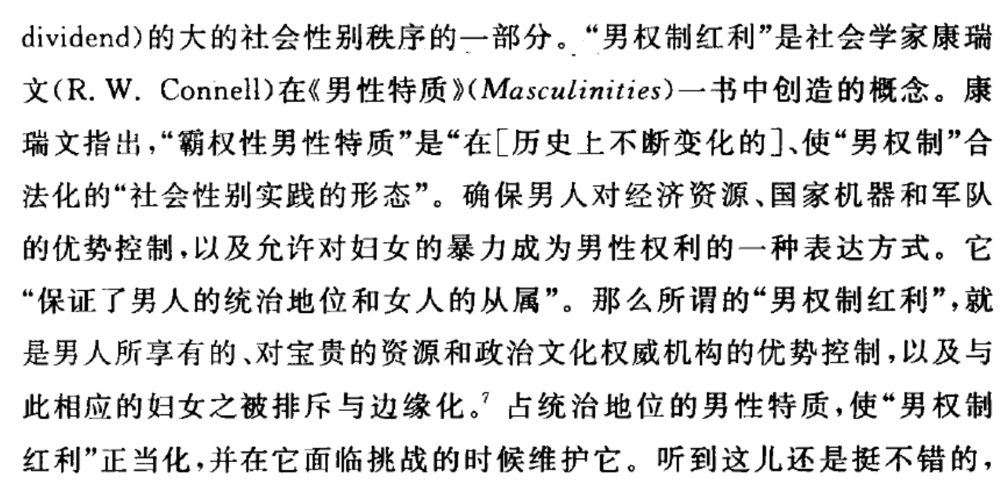 dividend)的大的社会性别秩序的一部分。“男权制红利”是社会学家康瑞
文(R. W. Connell)在《男性特质》(Masculinities)一书中创造的概念。康
瑞文指出，“霸权性男性特质”是“在[历史上不断变化的]、使“男权制”合
法化的“社会性别实践的形态”。确保男人对经济资源、国家机器和军队
的优势控制，以及允许对妇女的暴力成为男性权利的一种表达方式。它
“保证了男人的统治地位和女人的从属”。那么所谓的“男权制红利”，就
是男人所享有的、对宝贵的资源和政治文化权威机构的优势控制，以及与
此相应的妇女之被排斥与边缘化。7 占统治地位的男性特质，使“男权制
红利”正当化，并在它面临挑战的时候维护它。听到这儿还是挺不错的，